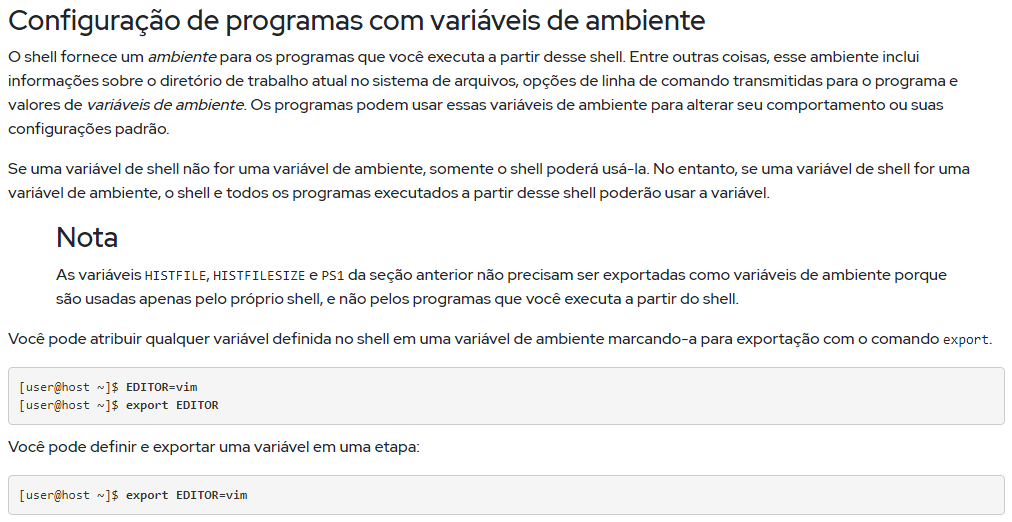 Configuração de programas com variáveis de ambiente
O shell fornece um ambiente para os programas que você executa a partir desse shell. Entre outras coisas, esse ambiente inclui
informações sobre o diretório de trabalho atual no sistema de arquivos, opções de linha de comando transmitidas para o programa e
valores de variáveis de ambiente. Os programas podem usar essas variáveis de ambiente para alterar seu comportamento ou suas
configurações padrão.
Se uma variável de shell não for uma variável de ambiente, somente o shell poderá usá-la. No entanto, se uma variável de shell for uma
variável de ambiente, o shell e todos os programas executados a partir desse shell poderão usar a variável.
Nota
As variáveis HISTFILE, HISTFILESIZE e PS1 da seção anterior não precisam ser exportadas como variáveis de ambiente porque
são usadas apenas pelo próprio shell, e não pelos programas que você executa a partir do shell.
Você pode atribuir qualquer variável definida no shell em uma variável de ambiente marcando-a para exportação com o comando export.
[user@host ~]$ EDITOR=vim
[user@host ~]$ export EDITOR
Você pode definir e exportar uma variável em uma etapa:
[user@host ~]$ export EDITOR=vim